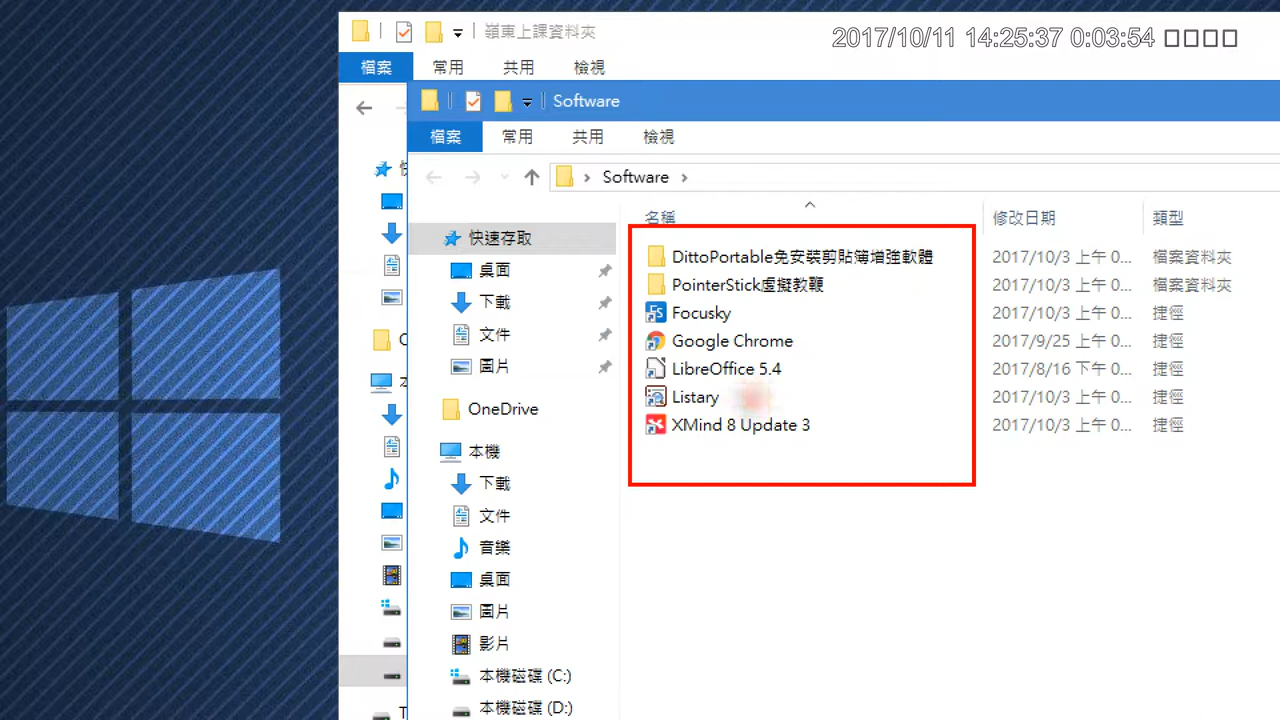 嶺東上課資料夾
2017/10/11 14:25:37 0:03:54
檔案 常用 共用 檢視
Software
檔案 常用 共用 檢視
Software
名稱 修改日期 類型
快速存取
桌面
下載
文件
圖片
OneDrive
本機
下載
文件
音樂
桌面
圖片
影片
本機磁碟 (C:)
本機磁碟 (D:)
DittoPortable免安裝剪貼簿增強軟體 2017/10/3 上午 0... 檔案資料夾
PointerStick虛擬教鞭 2017/10/3 上午 0... 檔案資料夾
Focusky 2017/10/3 上午 0... 捷徑
Google Chrome 2017/9/25 上午 0... 捷徑
LibreOffice 5.4 2017/8/16 下午 0... 捷徑
Listary 2017/10/3 上午 0... 捷徑
XMind 8 Update 3 2017/10/3 上午 0... 捷徑